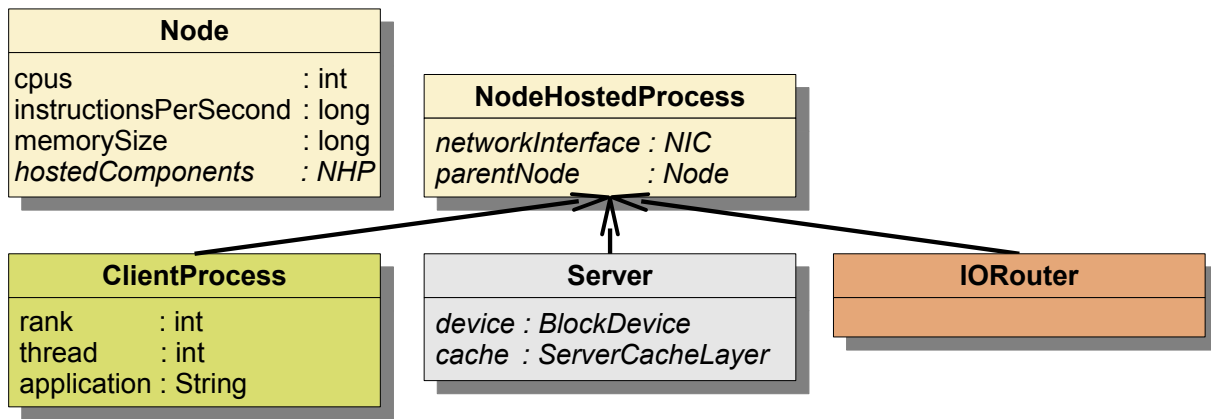 Node
cpus : int
instructionsPerSecond : long
memorySize : long
hostedComponents : NHP
NodeHostedProcess
networkInterface : NIC
parentNode : Node
ClientProcess
rank : int
thread : int
application : String
Server
device : BlockDevice
cache : ServerCacheLayer
IORouter